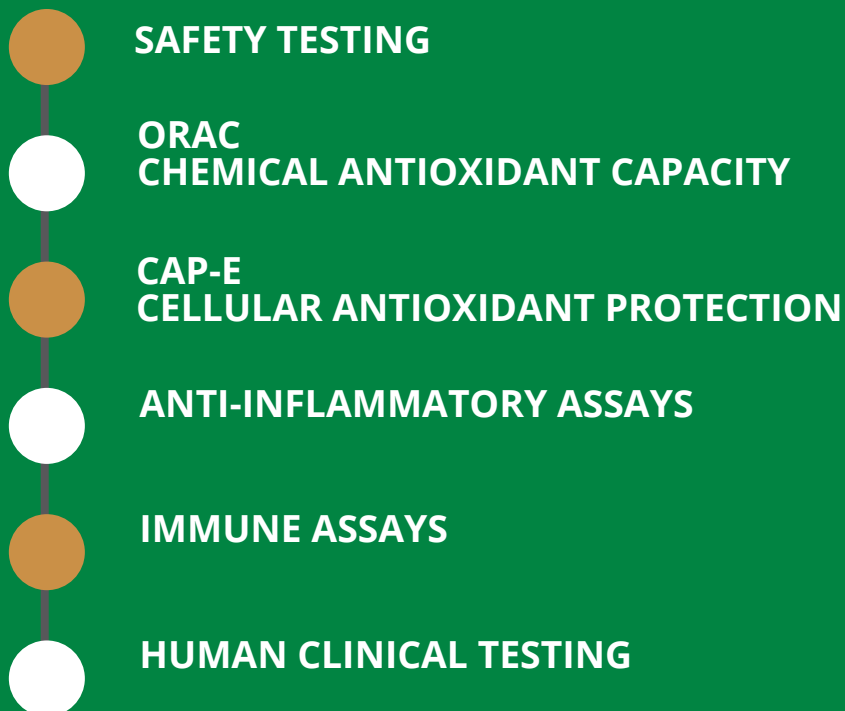 SAFETY TESTING
ORAC
CHEMICAL ANTIOXIDANT CAPACITY
CAP-E
CELLULAR ANTIOXIDANT PROTECTION
ANTI-INFLAMMATORY ASSAYS
IMMUNE ASSAYS
HUMAN CLINICAL TESTING